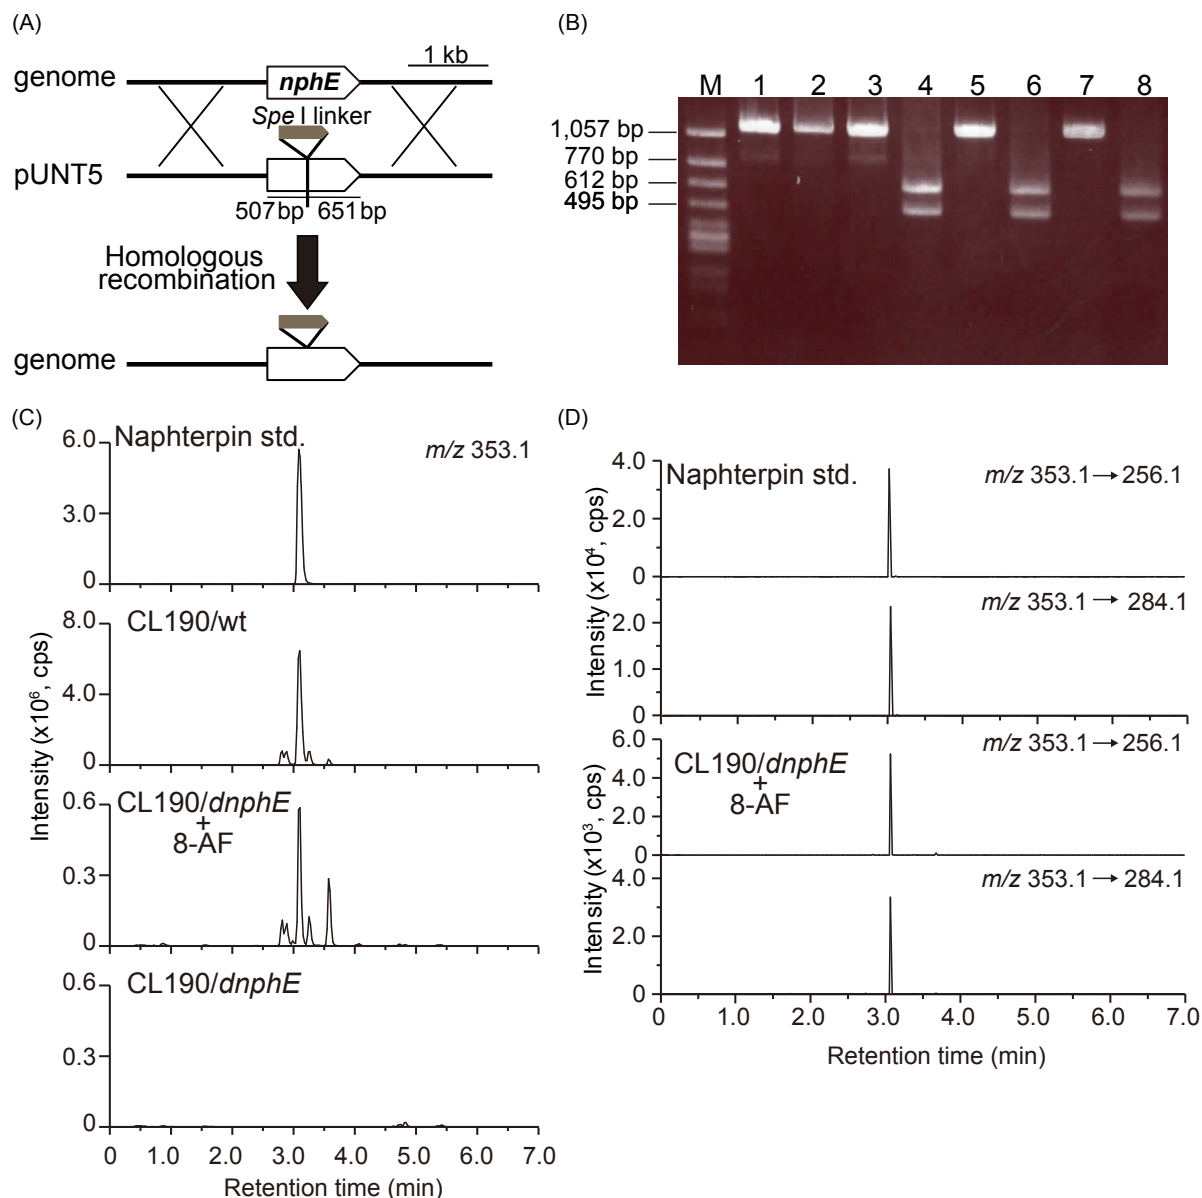 (A)
1 kb
genome
nphE
Spe I linker
pUNT5
507 bp
651 bp
Homologous
recombination
genome
(B)
M 1 2 3 4 5 6 7 8
1,057 bp
770 bp
612 bp
495 bp
(C)
Naphterpin std.
m/z 353.1
6.0
3.0
0
CL190/wt
8.0
4.0
0
CL190/dnphE
+
8-AF
0.6
0.3
0
CL190/dnphE
0.6
0.3
0
Intensity (x10⁶, cps)
0 1.0 2.0 3.0 4.0 5.0 6.0 7.0
Retention time (min)
(D)
Naphterpin std.
m/z 353.1→256.1
4.0
2.0
0
m/z 353.1→ 284.1
2.0
1.0
0
Intensity (x10⁴, cps)
m/z 353.1→256.1
CL190/dnphE
+
8-AF
6.0
4.0
2.0
0
m/z 353.1→284.1
4.0
2.0
0
Intensity (x10³, cps)
0 1.0 2.0 3.0 4.0 5.0 6.0 7.0
Retention time (min)